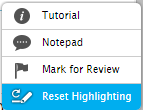 Tutorial
Notepad
Mark for Review
Reset Highlighting